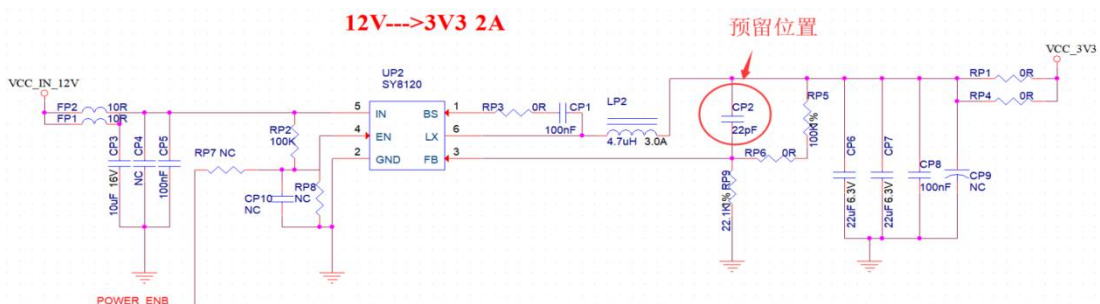 12V--->3V3 2A
预留位置
VCC_IN_12V
VCC_3V3
FP2 10R
FP1 10R
CP3
10uF 16V
CP4
NC
CP5
100nF
RP7 NC
RP2
100K
CP10
NC
RP8
NC
UP2
SY8120
5 IN BS 1
4 EN LX 6
2 GND FB 3
RP3 0R
CP1
100nF
LP2
4.7uH 3.0A
CP2
22pF
RP5
100K1%
RP6 0R
RP9
22.1K1%
CP6
22uF 6.3V
CP7
22uF 6.3V
CP8
100nF
CP9
NC
RP1 0R
RP4 0R
POWER_ENB